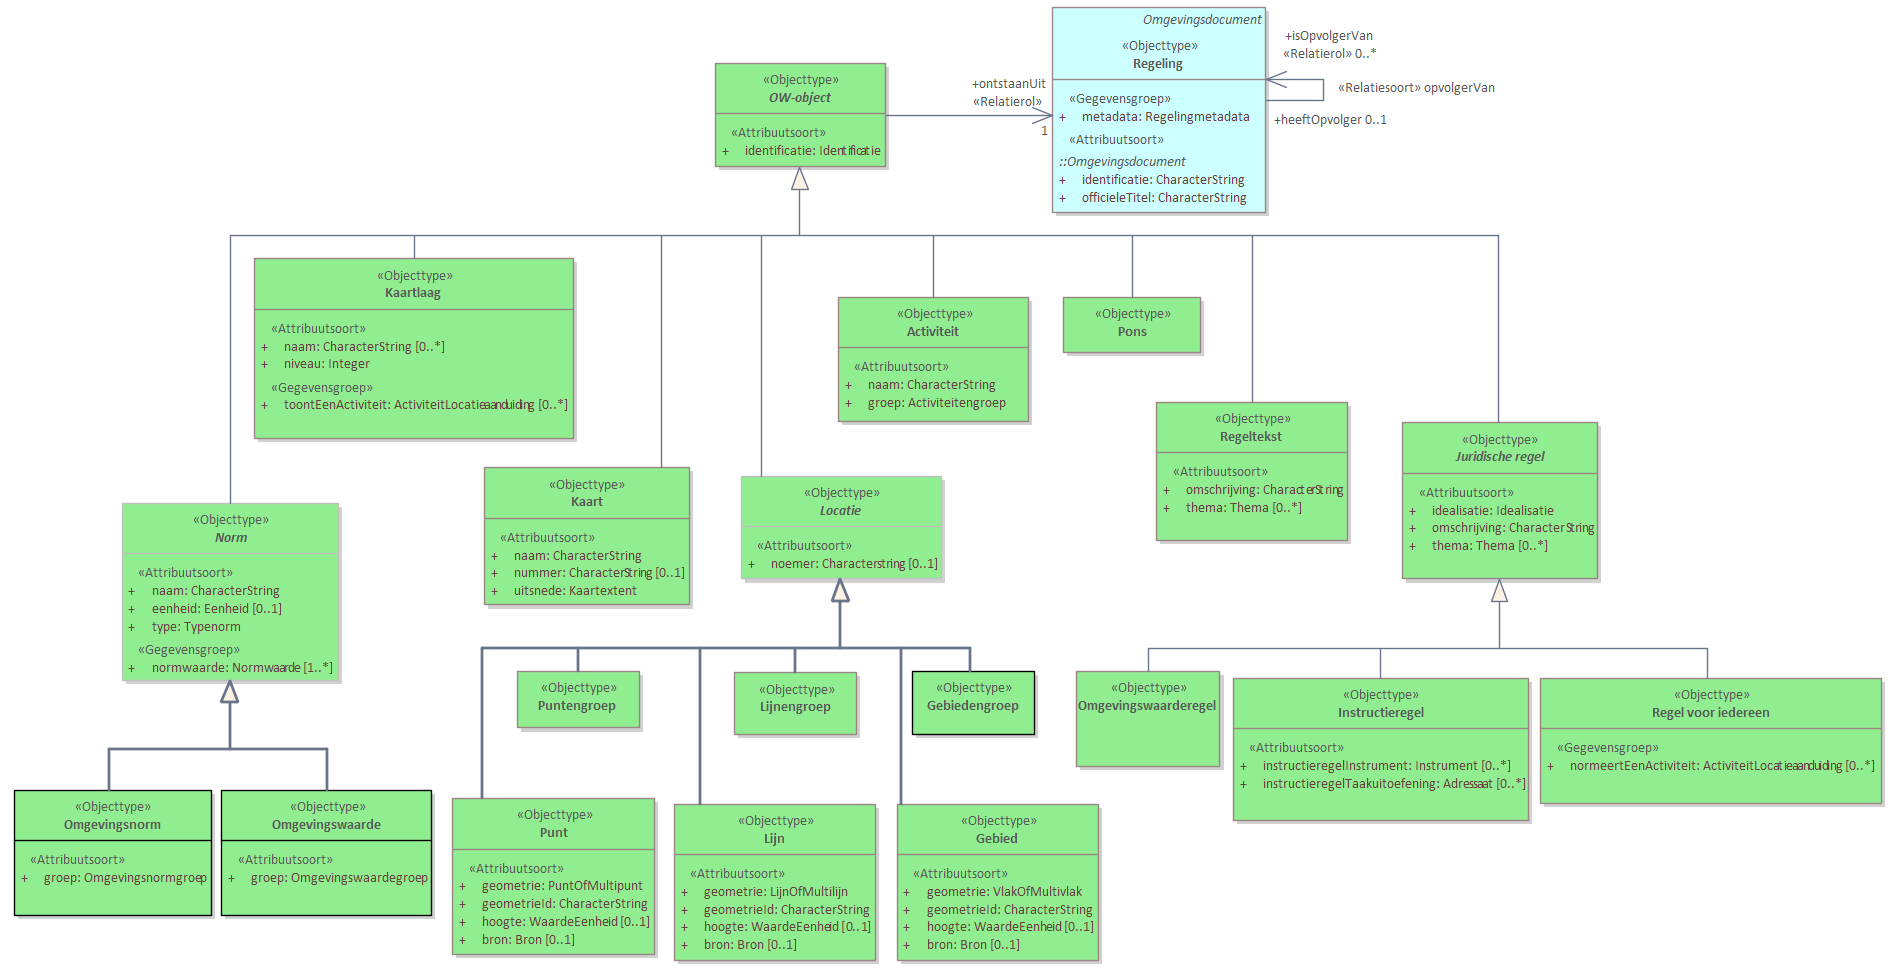 Omgevingsdocument
«Objecttype»
Regeling
«Gegevensgroep»
+ metadata: Regelingmetadata
«Attribuutsoort»
::Omgevingsdocument
+ identificatie: CharacterString
+ officieleTitel: CharacterString
+isOpvolgerVan
«Relatierol» 0..*
«Relatiesoort» opvolgerVan
+heeftOpvolger 0..1
+ontstaanUit
«Relatierol»
1
«Objecttype»
OW-object
«Attribuutsoort»
+ identificatie: Identificatie
«Objecttype»
Kaartlaag
«Attribuutsoort»
+ naam: CharacterString [0..*]
+ niveau: Integer
«Gegevensgroep»
+ toontEenActiviteit: ActiviteitLocatieaanduiding [0..*]
«Objecttype»
Activiteit
«Attribuutsoort»
+ naam: CharacterString
+ groep: Activiteitengroep
«Objecttype»
Pons
«Objecttype»
Regeltekst
«Attribuutsoort»
+ omschrijving: CharacterString
+ thema: Thema [0..*]
«Objecttype»
Juridische regel
«Attribuutsoort»
+ idealisatie: Idealisatie
+ omschrijving: CharacterString
+ thema: Thema [0..*]
«Objecttype»
Norm
«Attribuutsoort»
+ naam: CharacterString
+ eenheid: Eenheid [0..1]
+ type: Typenorm
«Gegevensgroep»
+ normwaarde: Normwaarde [1..*]
«Objecttype»
Kaart
«Attribuutsoort»
+ naam: CharacterString
+ nummer: CharacterString [0..1]
+ uitsnede: Kaartextent
«Objecttype»
Locatie
«Attribuutsoort»
+ noemer: Characterstring [0..1]
«Objecttype»
Puntengroep
«Objecttype»
Lijnengroep
«Objecttype»
Gebiedengroep
«Objecttype»
Omgevingswaarderegel
«Objecttype»
Instructieregel
«Attribuutsoort»
+ instructieregelInstrument: Instrument [0..*]
+ instructieregelTaakuitoefening: Adressaat [0..*]
«Objecttype»
Regel voor iedereen
«Gegevensgroep»
+ normeertEenActiviteit: ActiviteitLocatieaanduiding [0..*]
«Objecttype»
Omgevingsnorm
«Attribuutsoort»
+ groep: Omgevingsnormgroep
«Objecttype»
Omgevingswaarde
«Attribuutsoort»
+ groep: Omgevingswaardegroep
«Objecttype»
Punt
«Attribuutsoort»
+ geometrie: PuntOfMultipunt
+ geometrieId: CharacterString
+ hoogte: WaardeEenheid [0..1]
+ bron: Bron [0..1]
«Objecttype»
Lijn
«Attribuutsoort»
+ geometrie: LijnOfMultilijn
+ geometrieId: CharacterString
+ hoogte: WaardeEenheid [0..1]
+ bron: Bron [0..1]
«Objecttype»
Gebied
«Attribuutsoort»
+ geometrie: VlakOfMultivlak
+ geometrieId: CharacterString
+ hoogte: WaardeEenheid [0..1]
+ bron: Bron [0..1]